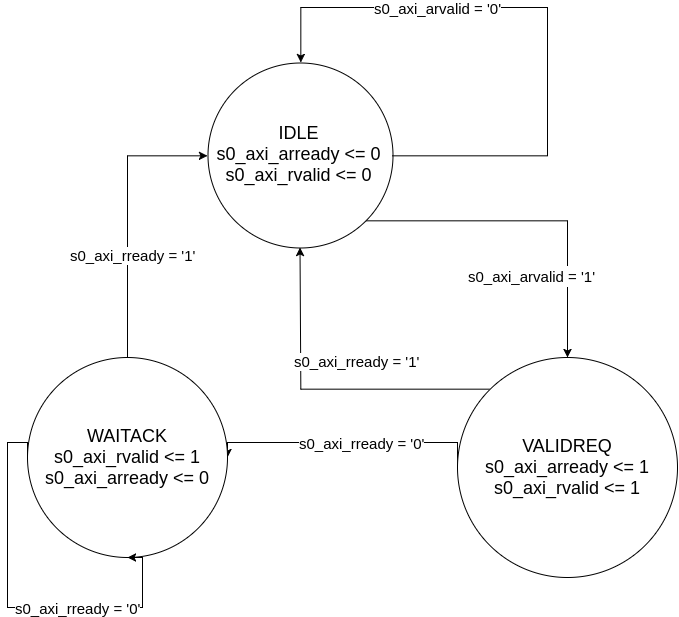 s0_axi_arvalid = '0'
IDLE
s0_axi_arready <= 0
s0_axi_rvalid <= 0
s0_axi_rready = '1'
s0_axi_arvalid = '1'
s0_axi_rready = '1'
WAITACK
s0_axi_rvalid <= 1
s0_axi_arready <= 0
s0_axi_rready = '0'
VALIDREQ
s0_axi_arready <= 1
s0_axi_rvalid <= 1
s0_axi_rready = '0'